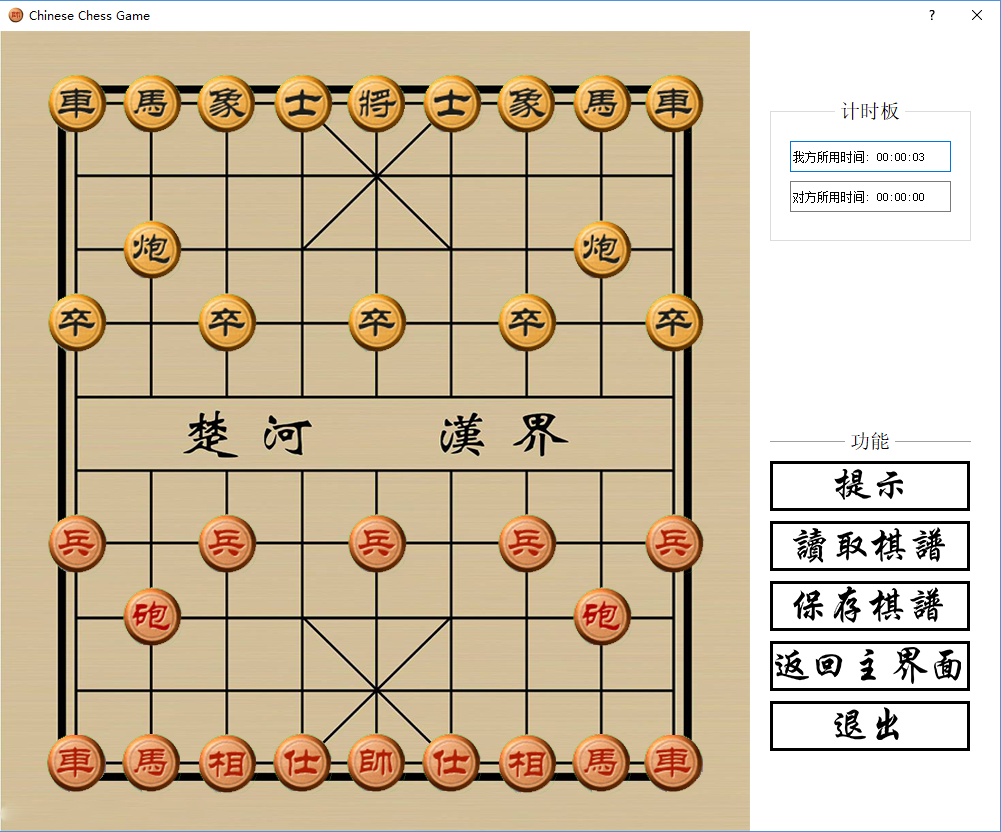 Chinese Chess Game
車馬象士將士象馬車
炮 炮
卒 卒 卒 卒 卒
楚河 漢界
兵 兵 兵 兵 兵
砲 砲
車馬相仕帥仕相馬車
计时板
我方所用时间: 00:00:03
对方所用时间: 00:00:00
功能
提示
讀取棋譜
保存棋譜
返回主界面
退出